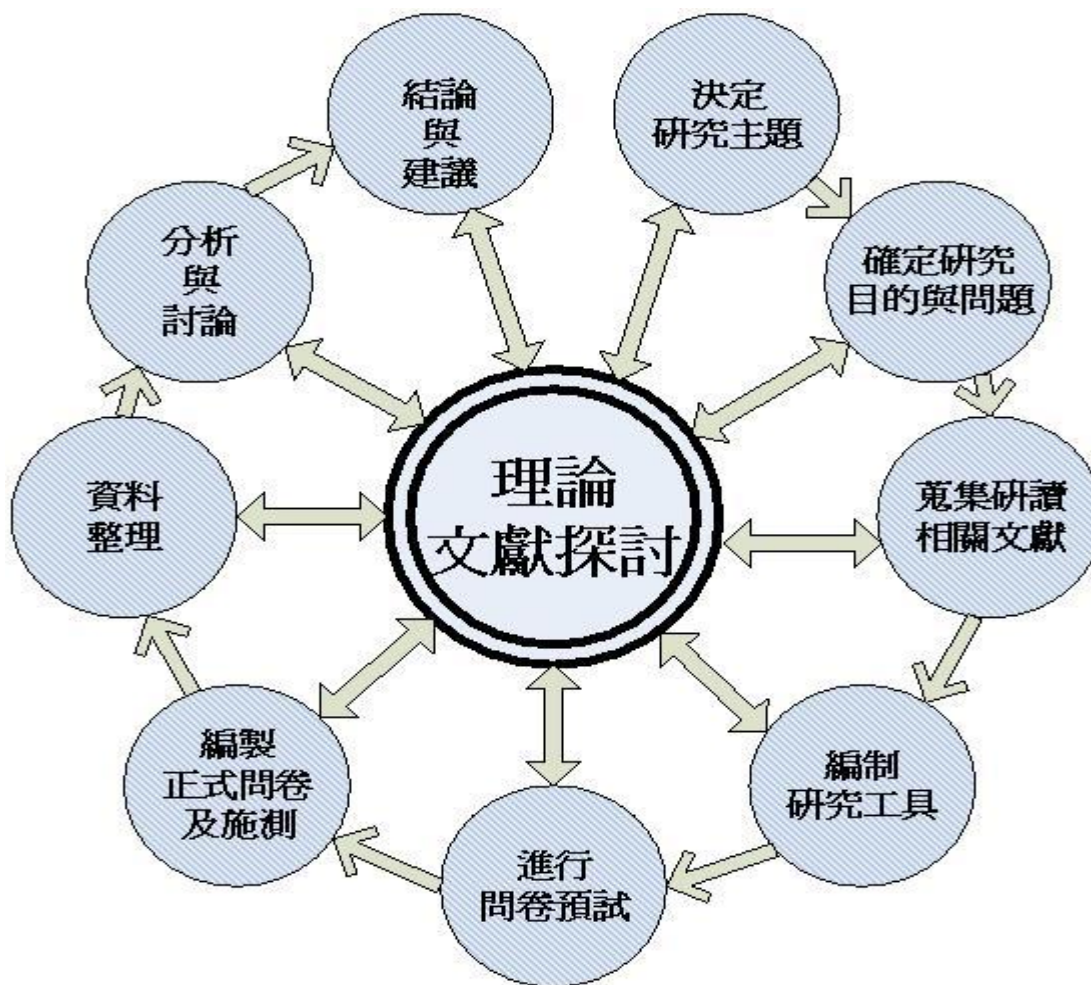 決定
研究主題
確定研究
目的與問題
蒐集研讀
相關文獻
編制
研究工具
進行
問卷預試
編製
正式問卷
及施測
資料
整理
分析
與
討論
結論
與
建議
理論
文獻探討